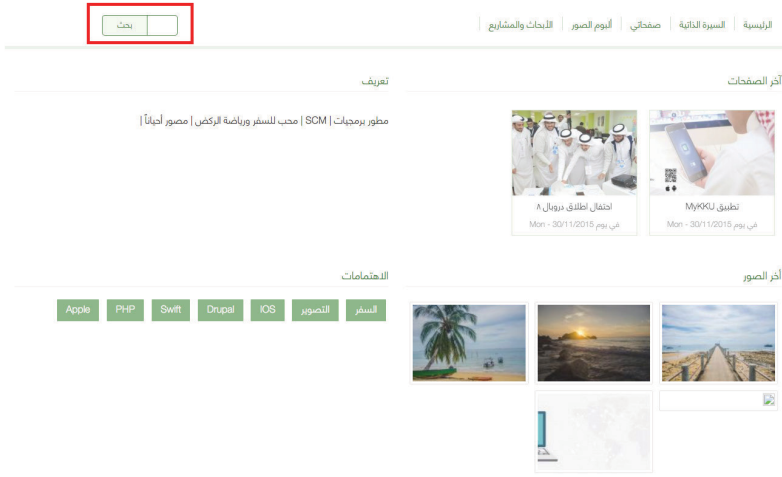 الرئيسية
السيرة الذاتية
صفحاتي
ألبوم الصور
الأبحاث والمشاريع
بحث
آخر الصفحات
تطبيق MyKKU
في يوم Mon - 30/11/2015
احتفال اطلاق دروبال ٨
في يوم Mon - 30/11/2015
تعريف
مطور برمجيات | SCM | محب للسفر ورياضة الركض | مصور أحياناً |
أخر الصور
الاهتمامات
السفر
التصوير
IOS
Drupal
Swift
PHP
Apple